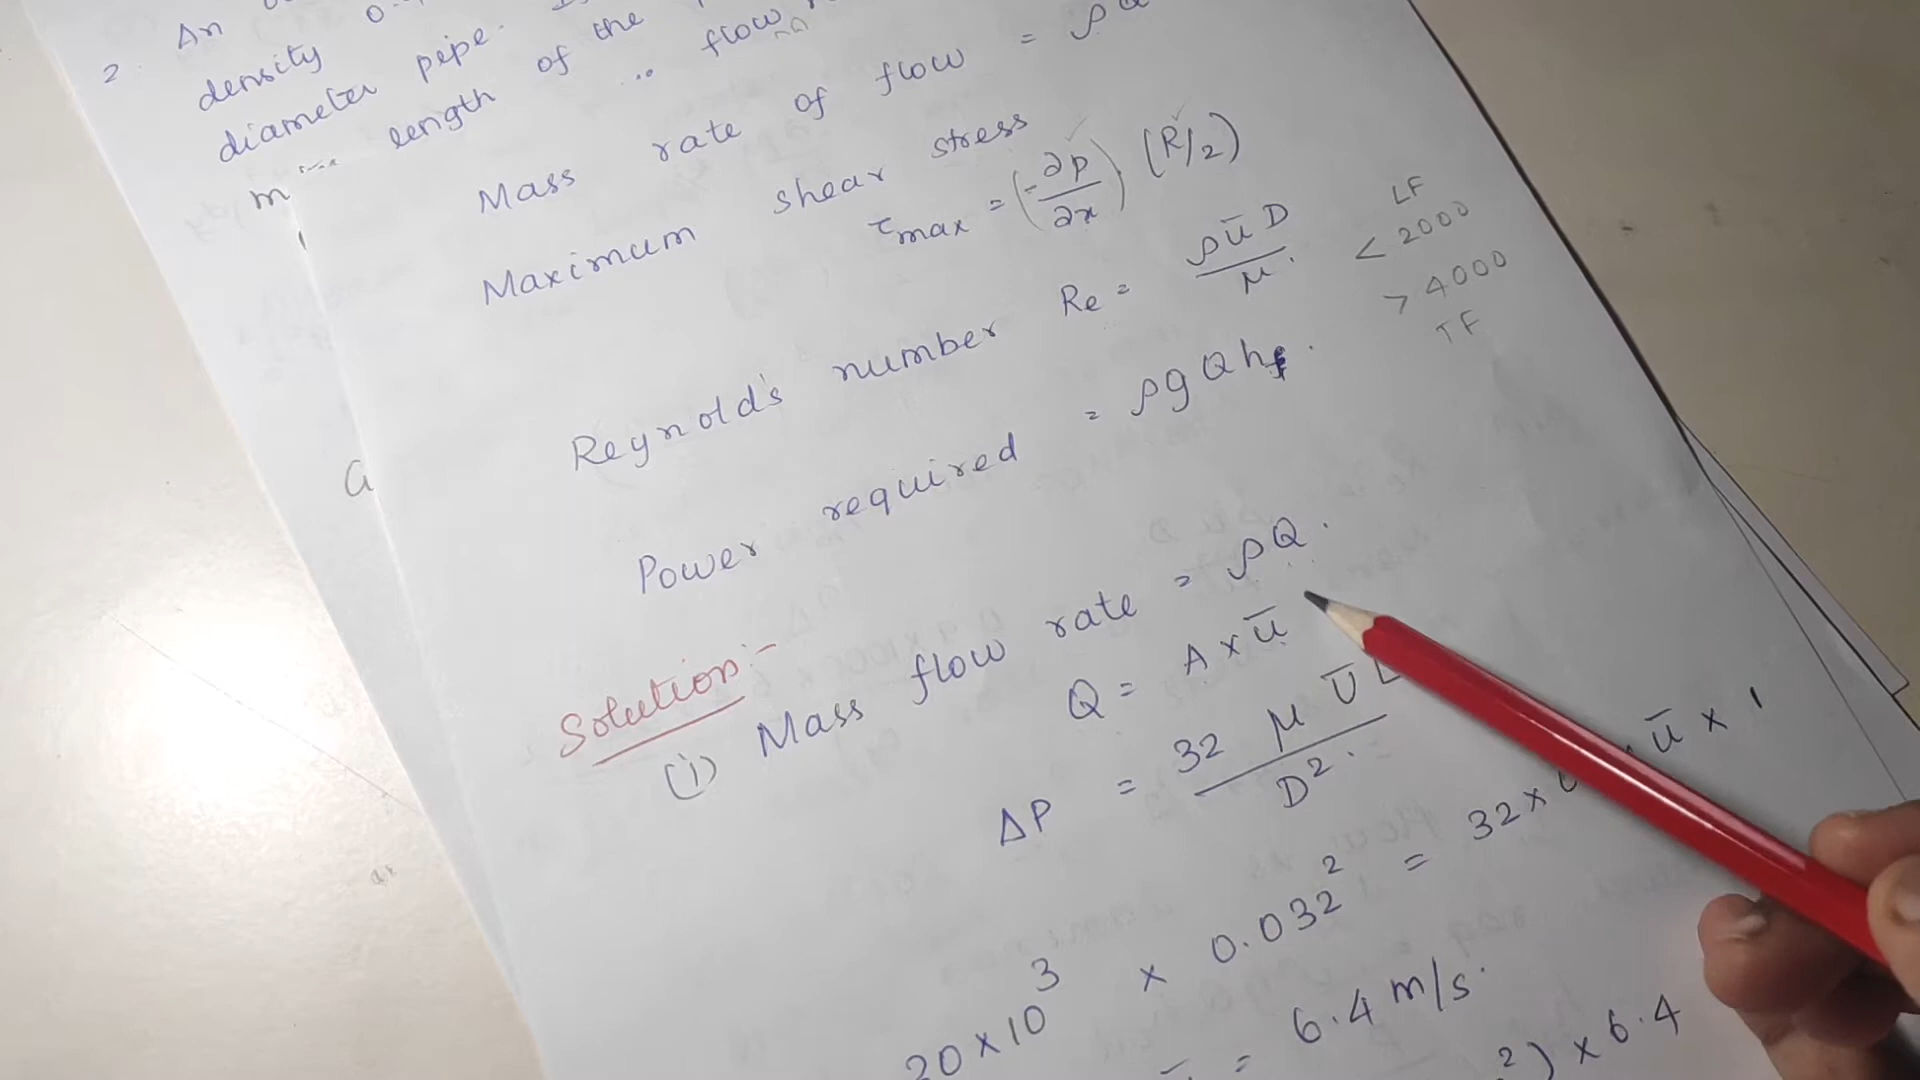 2. An
density 0.
diameter pipe.
length of the
m
flow
Mass rate of flow = ρQ
Maximum shear stress
τmax = (-∂p/∂x) (R/2)
Reynold's number Re = ρūD/μ. < 2000 LF
> 4000
TF
Power required = ρgQhf.
G
Solution:-
(i) Mass flow rate = ρQ.
Q = A x ū
ΔP = 32 μ Ū L / D².
20 x 10³ x 0.032² = 32 x ū x 1
= 6.4 m/s.
²) x 6.4